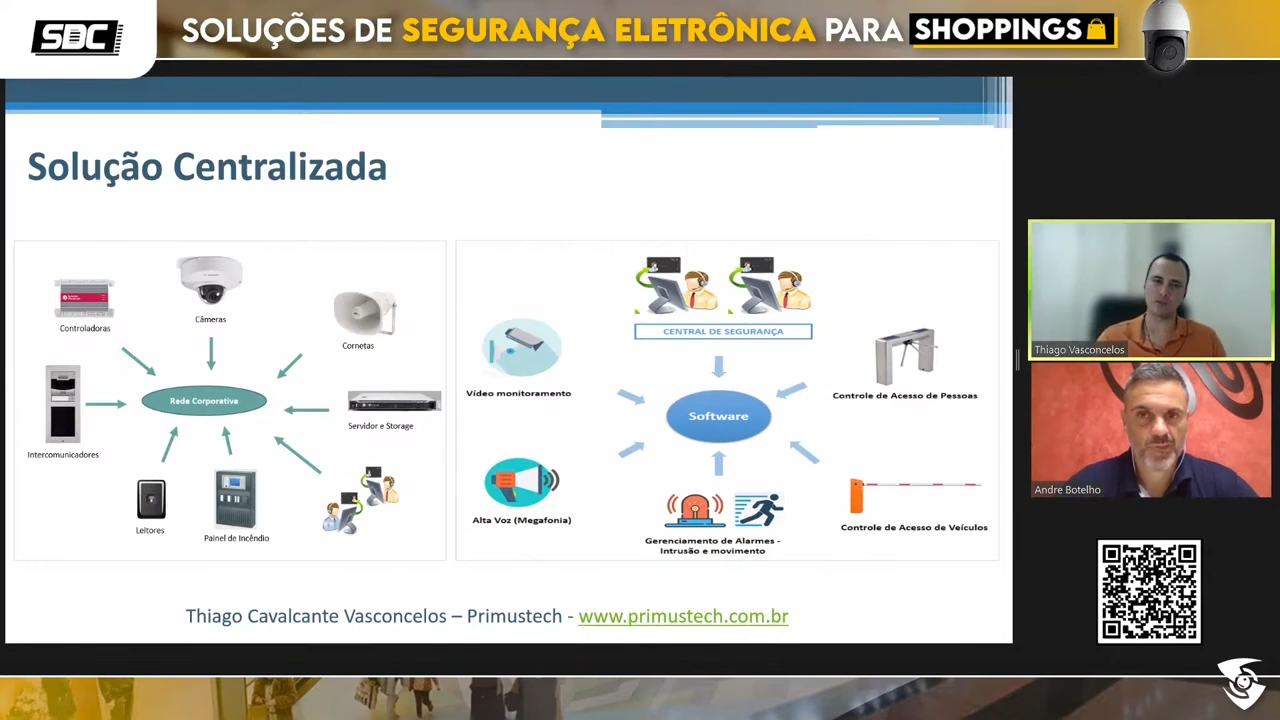 SDC
SOLUÇÕES DE SEGURANÇA ELETRÔNICA PARA SHOPPINGS
Solução Centralizada
Controladoras
Câmeras
Cornetas
Rede Corporativa
Servidor e Storage
Intercomunicadores
Leitores
Painel de Incêndio
CENTRAL DE SEGURANÇA
Vídeo monitoramento
Controle de Acesso de Pessoas
Software
Alta Voz (Megafonia)
Gerenciamento de Alarmes -
Intrusão e movimento
Controle de Acesso de Veículos
Thiago Cavalcante Vasconcelos – Primustech - www.primustech.com.br
Thiago Vasconcelos
Andre Botelho